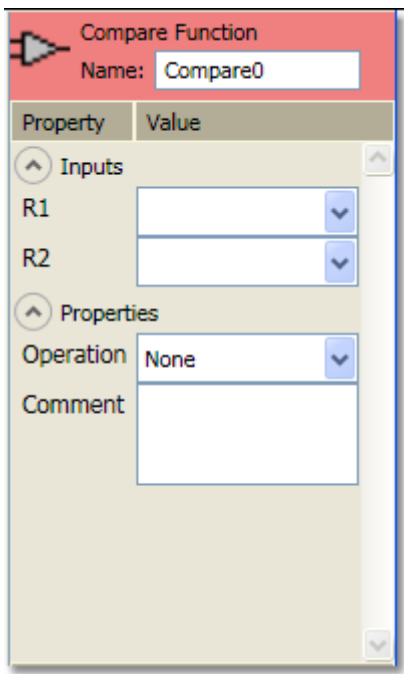 Compare Function
Name: Compare0
Property Value
Inputs
R1
R2
Properties
Operation None
Comment